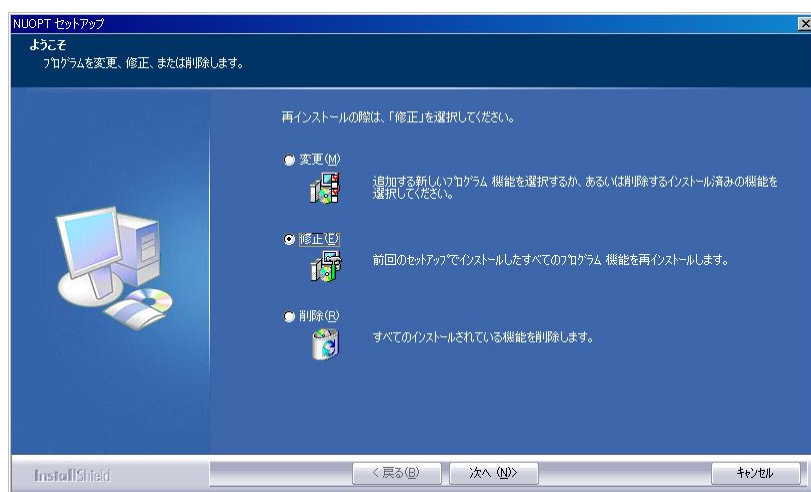 NUOPT セットアップ
ようこそ
プログラムを変更、修正、または削除します。
再インストールの際は、「修正」を選択してください。
変更(M)
追加する新しいプログラム 機能を選択するか、あるいは削除するインストール済みの機能を
選択してください。
修正(E)
前回のセットアップでインストールしたすべてのプログラム 機能を再インストールします。
削除(R)
すべてのインストールされている機能を削除します。
InstallShield
< 戻る(B)
次へ (N)>
キャンセル